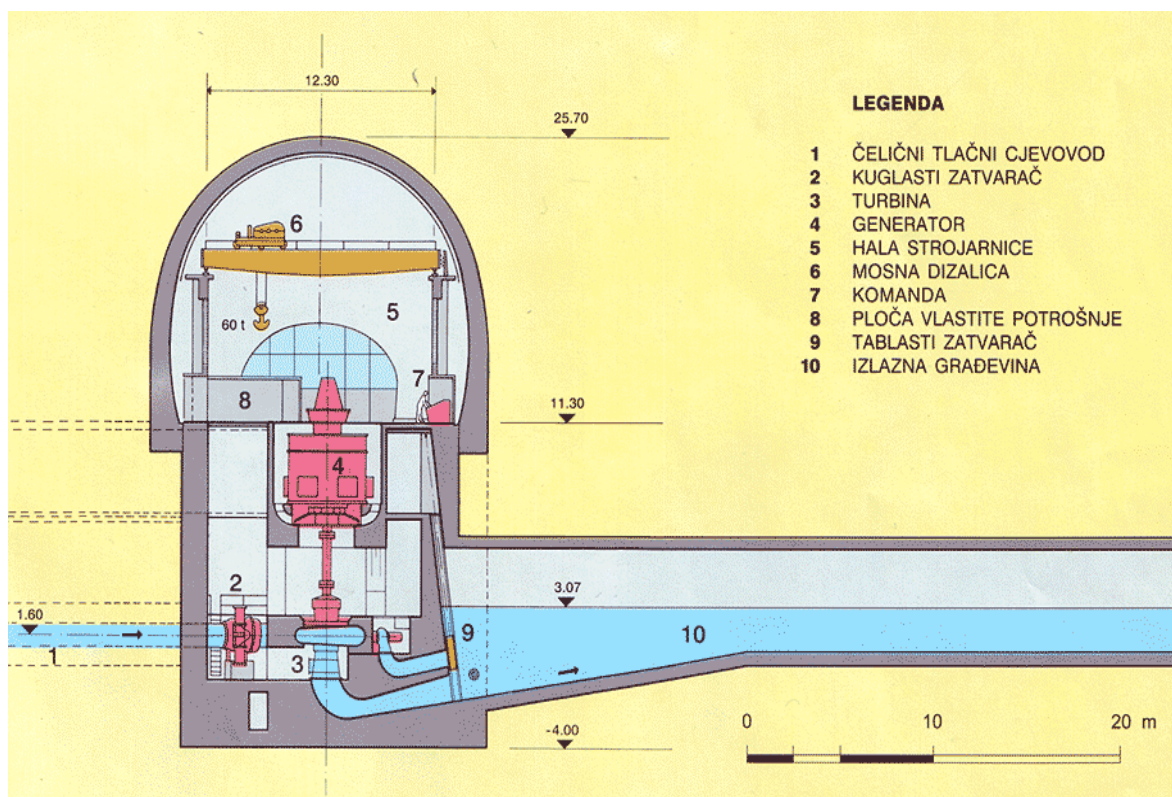 12.30
25.70
LEGENDA
1 ČELIČNI TLAČNI CJEVOVOD
2 KUGLASTI ZATVARAČ
3 TURBINA
4 GENERATOR
5 HALA STROJARNICE
6 MOSNA DIZALICA
7 KOMANDA
8 PLOČA VLASTITE POTROŠNJE
9 TABLASTI ZATVARAČ
10 IZLAZNA GRAĐEVINA
6
5
60 t
7
8
11.30
4
2
3.07
1.60
9
10
1
3
-4.00
0 10 20 m